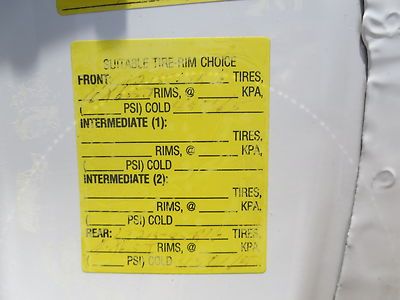 SUITABLE TIRE-RIM CHOICE
FRONT: TIRES,
RIMS, @ KPA,
( PSI) COLD
INTERMEDIATE (1):
TIRES,
RIMS, @ KPA,
( PSI) COLD
INTERMEDIATE (2):
TIRES,
RIMS, @ KPA,
( PSI) COLD
REAR: TIRES,
RIMS, @ KPA
( PSI) COLD